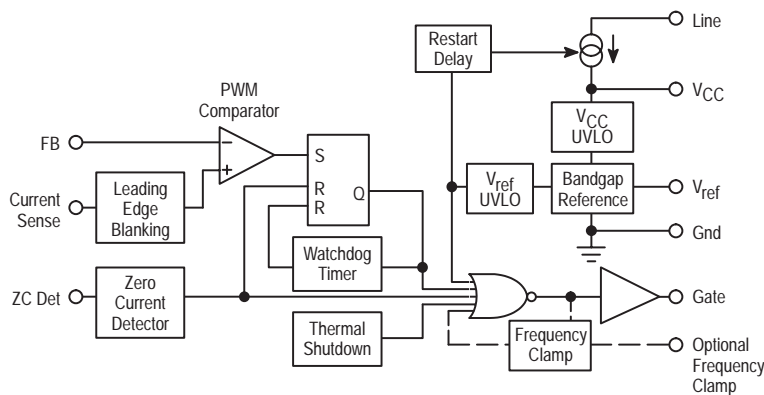 Restart
Delay
Line
VCC
VCC
UVLO
PWM
Comparator
FB
−
+
S
R
R
Q
Current
Sense
Leading
Edge
Blanking
Vref
UVLO
Bandgap
Reference
Vref
Gnd
Watchdog
Timer
ZC Det
Zero
Current
Detector
Thermal
Shutdown
Gate
Frequency
Clamp
Optional
Frequency
Clamp